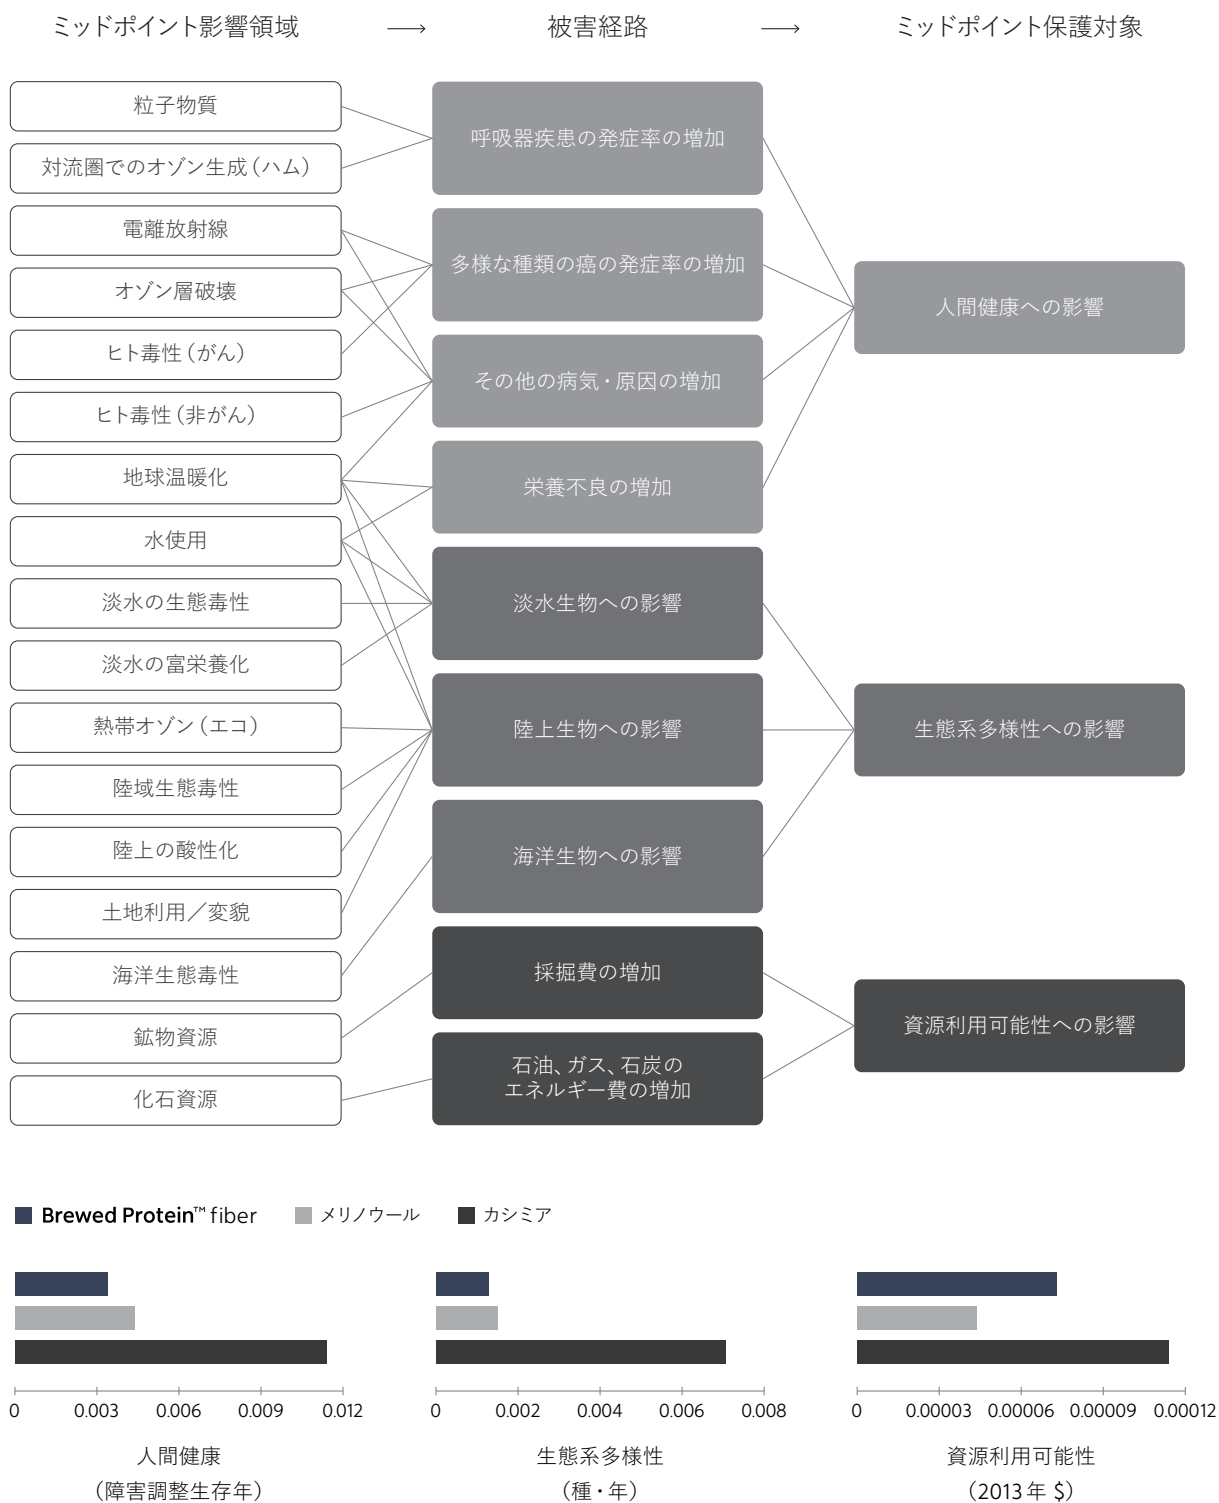 ミッドポイント影響領域 → 被害経路 → ミッドポイント保護対象
粒子物質
対流圏でのオゾン生成（ハム）
電離放射線
オゾン層破壊
ヒト毒性（がん）
ヒト毒性（非がん）
地球温暖化
水使用
淡水の生態毒性
淡水の富栄養化
熱帯オゾン（エコ）
陸域生態毒性
陸上の酸性化
土地利用／変貌
海洋生態毒性
鉱物資源
化石資源
呼吸器疾患の発症率の増加
多様な種類の癌の発症率の増加
その他の病気・原因の増加
栄養不良の増加
淡水生物への影響
陸上生物への影響
海洋生物への影響
採掘費の増加
石油、ガス、石炭の
エネルギー費の増加
人間健康への影響
生態系多様性への影響
資源利用可能性への影響
Brewed Protein™ fiber メリノウール カシミア
0 0.003 0.006 0.009 0.012
人間健康
（障害調整生存年）
0 0.002 0.004 0.006 0.008
生態系多様性
（種・年）
0 0.00003 0.00006 0.00009 0.00012
資源利用可能性
（2013年 $）